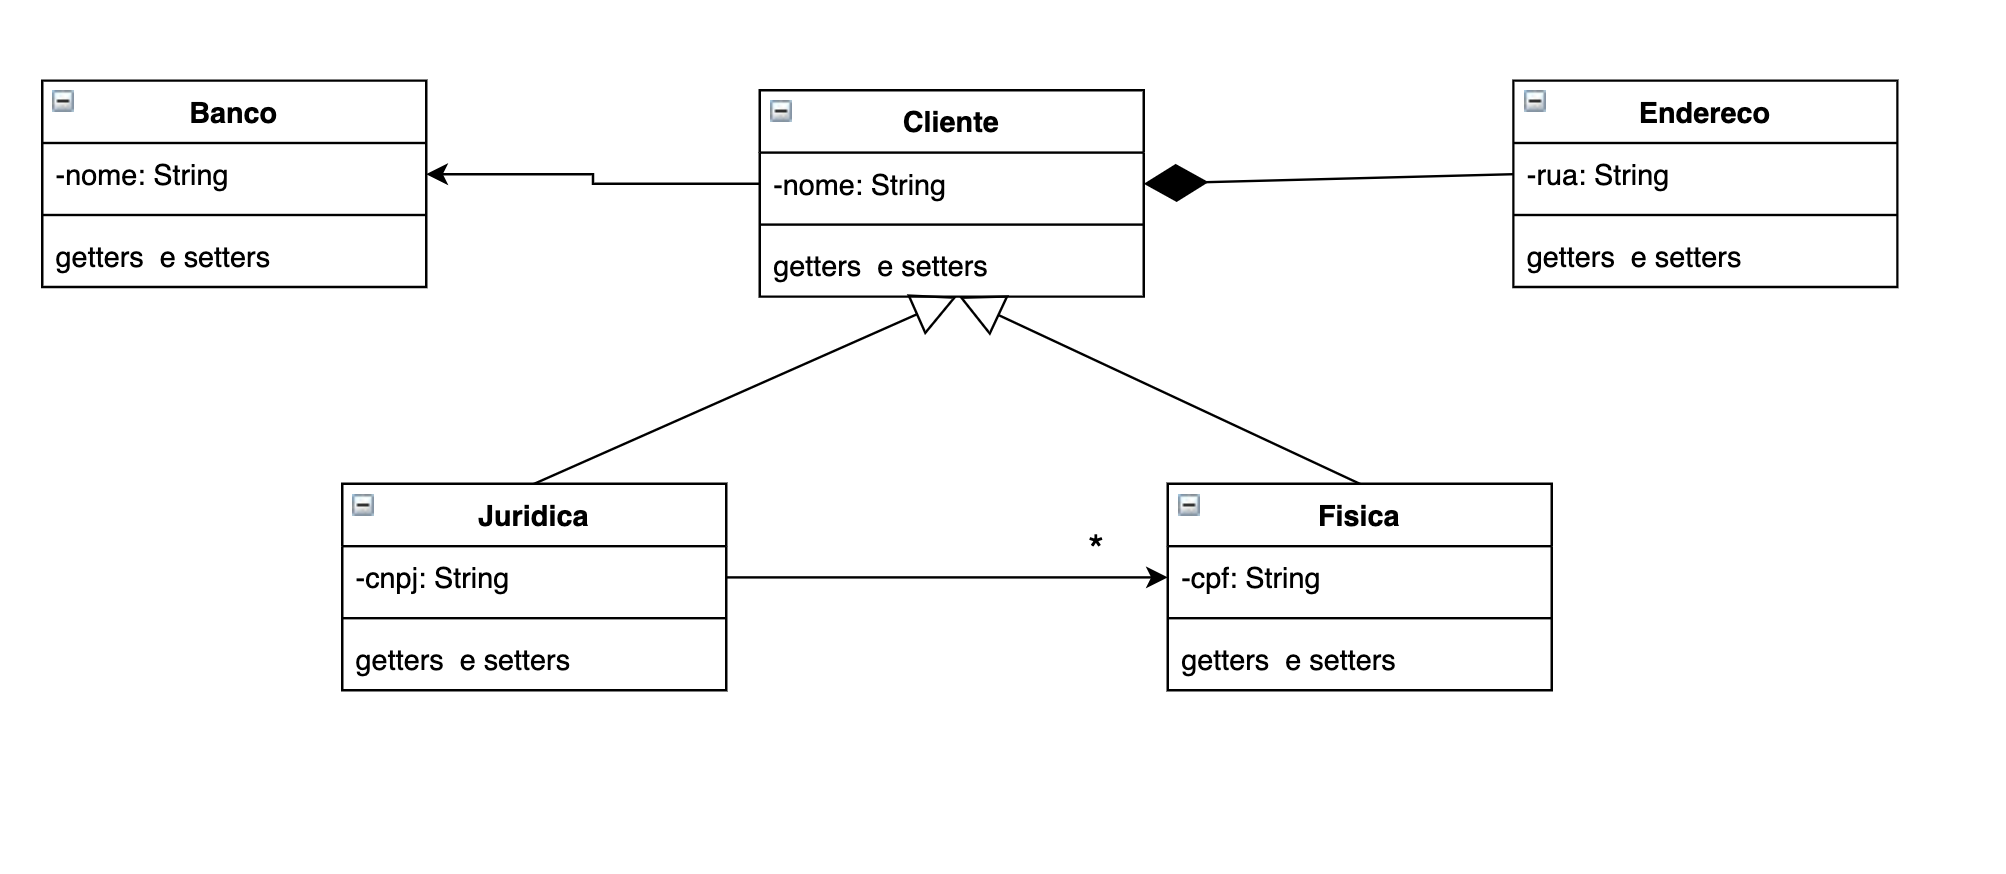 Banco
-nome: String
getters  e setters
Cliente
-nome: String
getters  e setters
Endereco
-rua: String
getters  e setters
Juridica
-cnpj: String
getters  e setters
*
Fisica
-cpf: String
getters  e setters